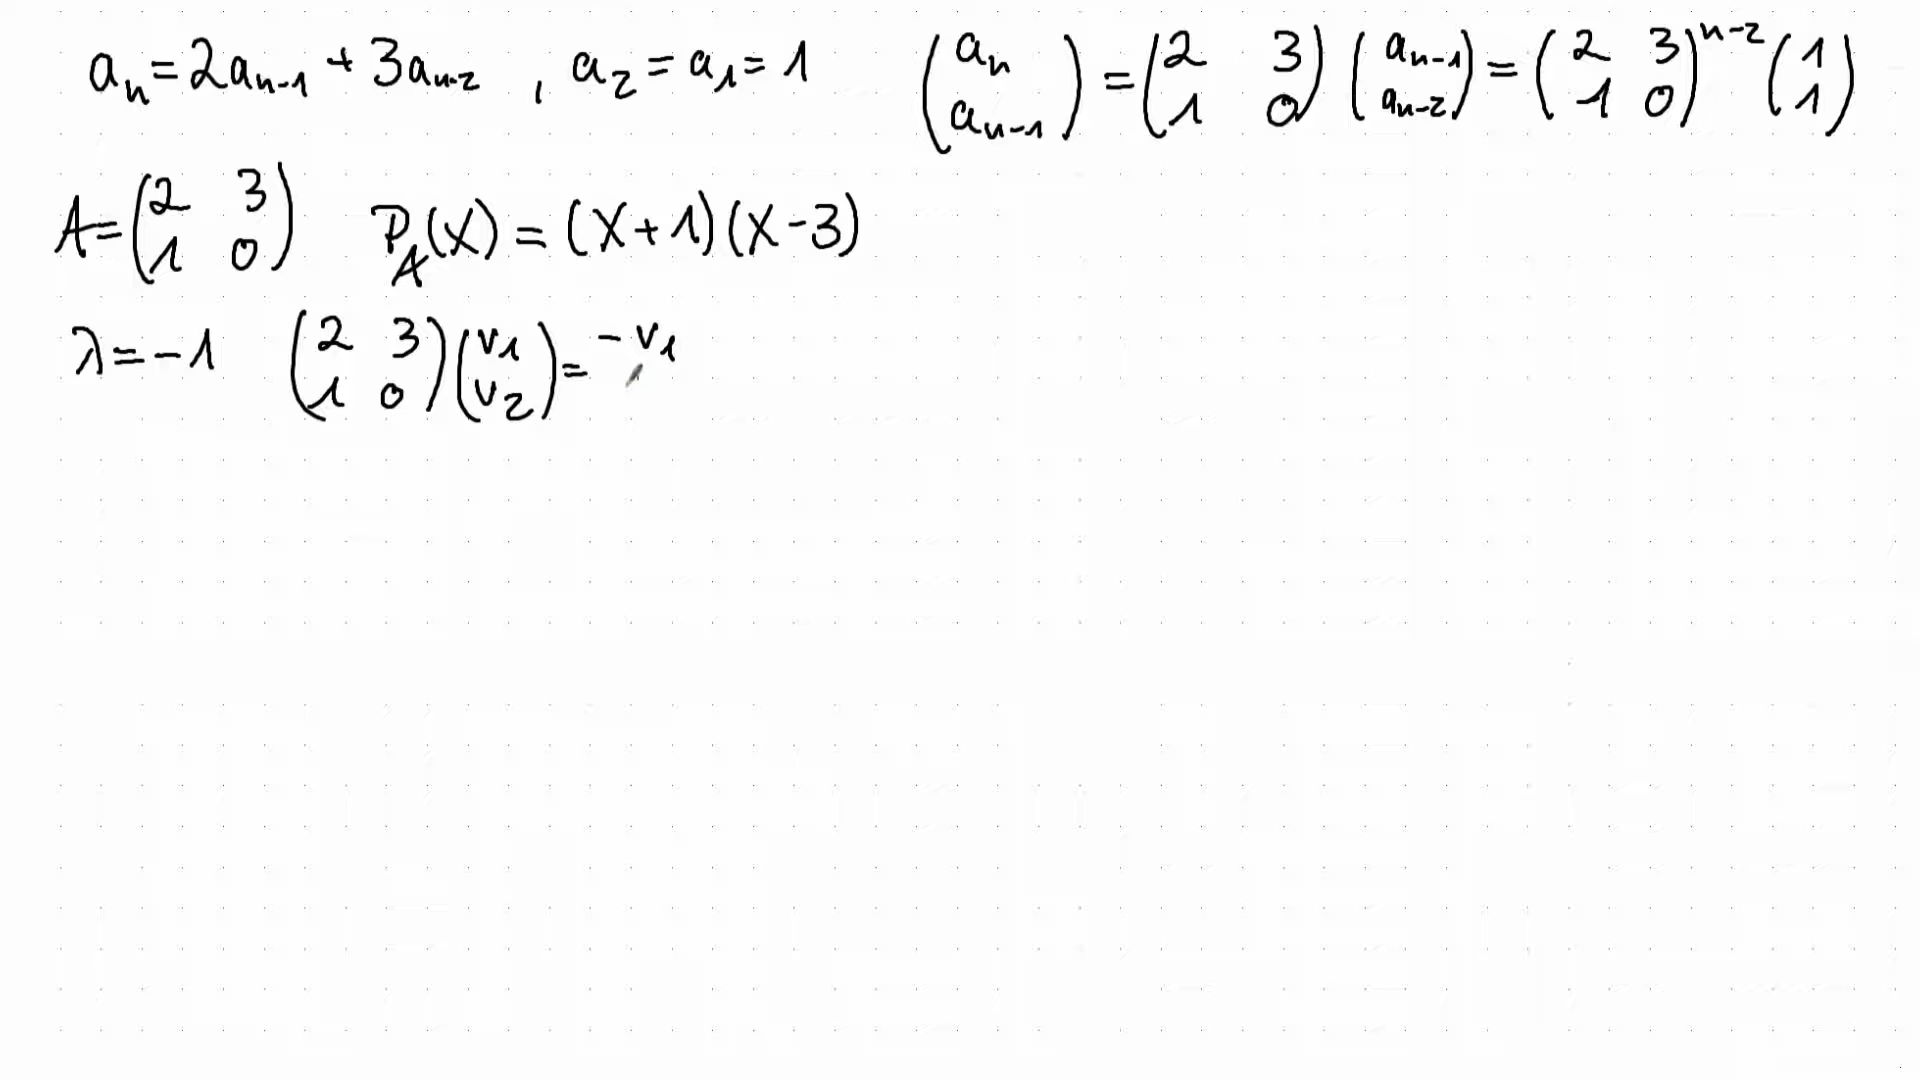 aₙ = 2aₙ₋₁ + 3aₙ₋₂ , a₂ = a₁ = 1 (aₙ aₙ₋₁) = (2 3 1 0) (aₙ₋₁ aₙ₋₂) = (2 3 1 0)ⁿ⁻² (1 1)
A = (2 3 1 0) P_A(X) = (X+1)(X-3)
λ = -1 (2 3 1 0) (v₁ v₂) = -v₁